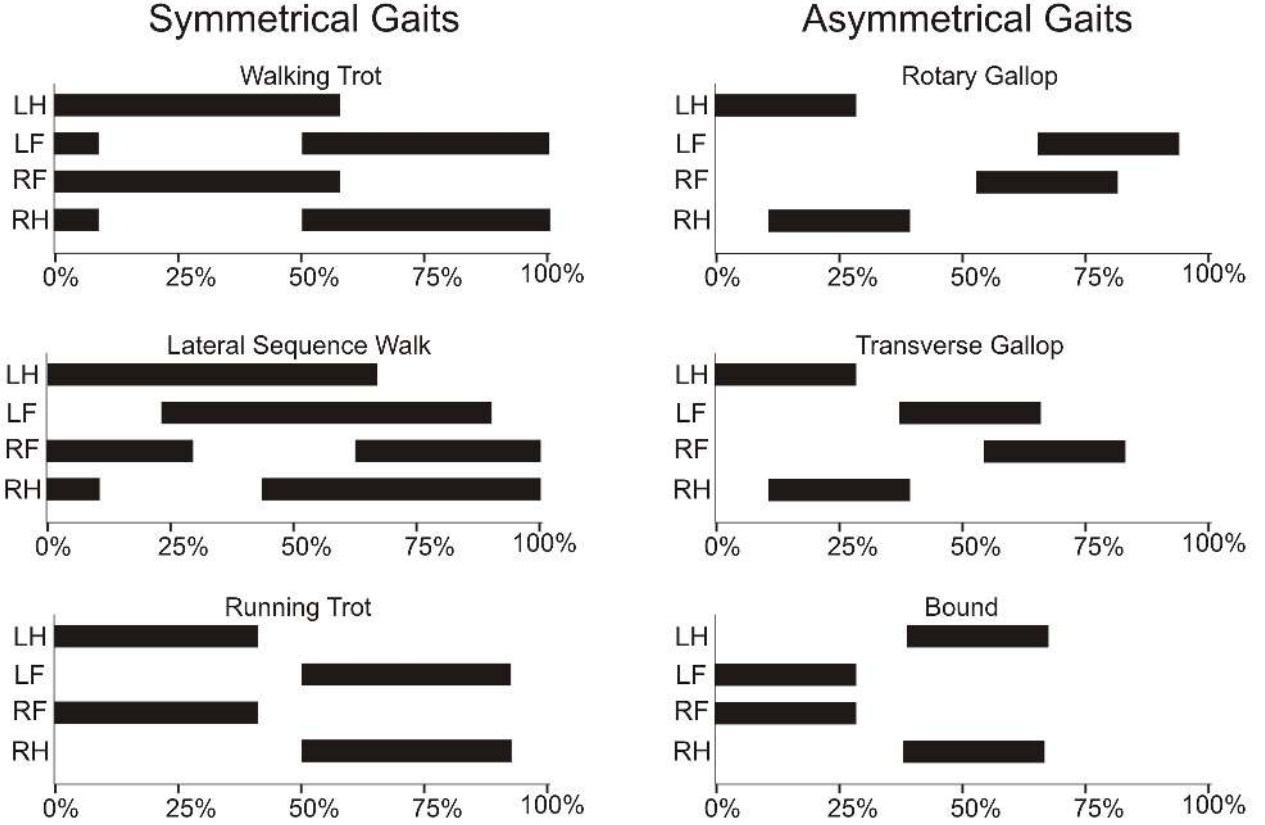 Symmetrical Gaits
Walking Trot
LH
LF
RF
RH
0% 25% 50% 75% 100%
Lateral Sequence Walk
LH
LF
RF
RH
0% 25% 50% 75% 100%
Running Trot
LH
LF
RF
RH
0% 25% 50% 75% 100%
Asymmetrical Gaits
Rotary Gallop
LH
LF
RF
RH
0% 25% 50% 75% 100%
Transverse Gallop
LH
LF
RF
RH
0% 25% 50% 75% 100%
Bound
LH
LF
RF
RH
0% 25% 50% 75% 100%